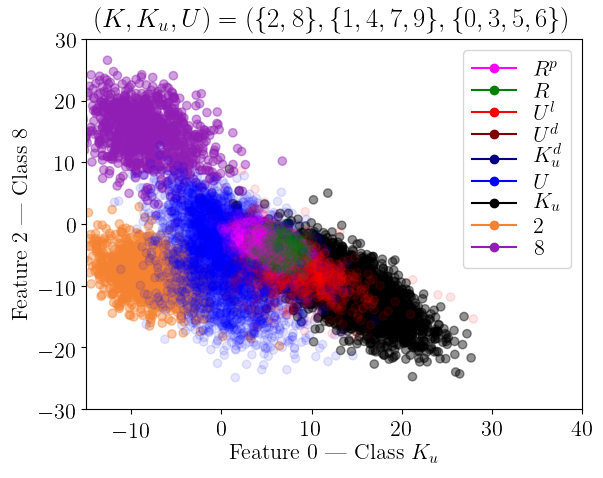 (K, K_u, U) = ({2, 8}, {1, 4, 7, 9}, {0, 3, 5, 6})
30
20
10
0
−10
−20
−30
Feature 2 — Class 8
R^p
R
U^l
U^d
K_u^d
U
K_u
2
8
−10
0
10
20
30
40
Feature 0 — Class K_u